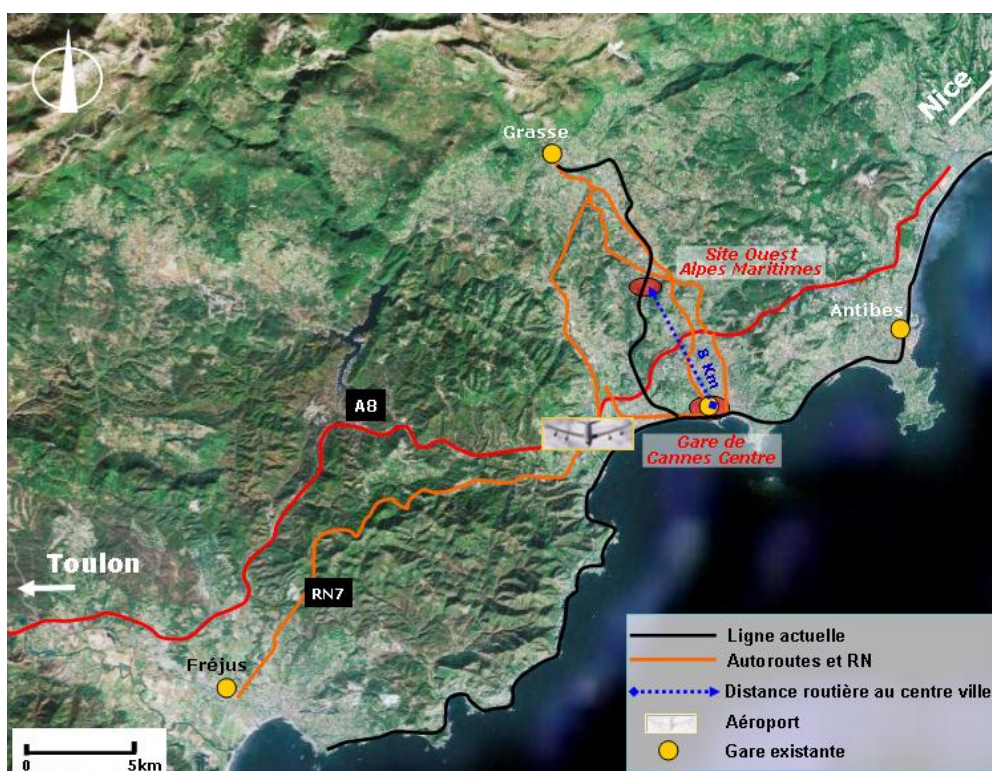 Nice
Grasse
Site Ouest
Alpes Maritimes
Antibes
8 Km
A8
Gare de
Cannes Centre
Toulon
RN7
Fréjus
Ligne actuelle
Autoroutes et RN
Distance routière au centre ville
Aéroport
Gare existante
0 5km